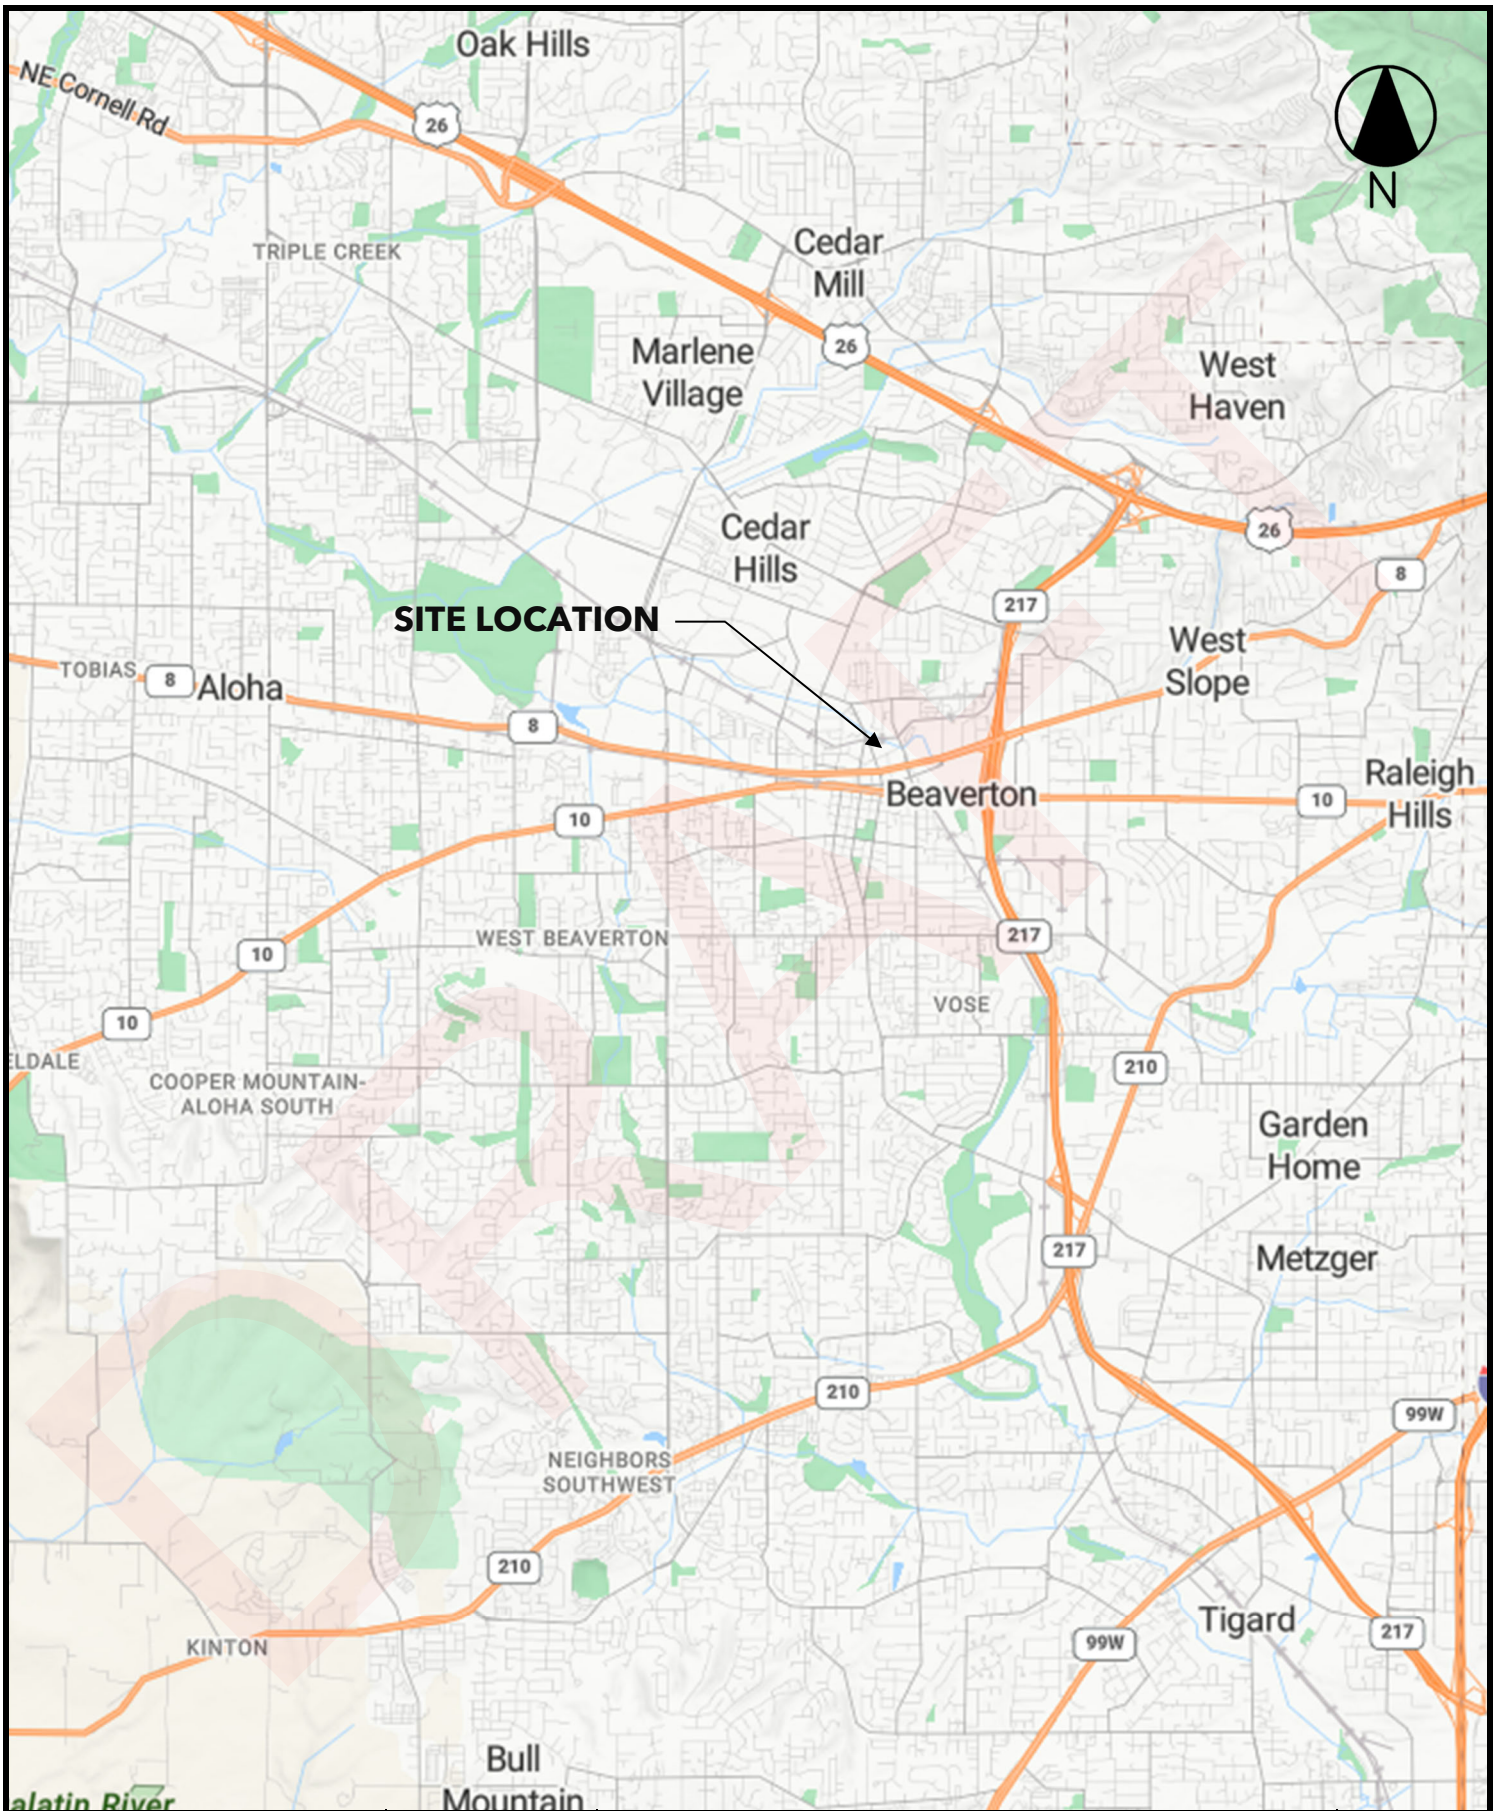 Oak Hills
NE Cornell Rd
26
N
TRIPLE CREEK
Cedar
Mill
26
Marlene
Village
West
Haven
Cedar
Hills
26
8
217
SITE LOCATION
West
Slope
TOBIAS
8
Aloha
8
Raleigh
Hills
Beaverton
10
10
WEST BEAVERTON
217
10
VOSE
10
ELDALE
210
COOPER MOUNTAIN-
ALOHA SOUTH
Garden
Home
217
Metzger
210
99W
NEIGHBORS
SOUTHWEST
210
Tigard
217
99W
KINTON
Bull
Mountain
alatin River
DRAFT